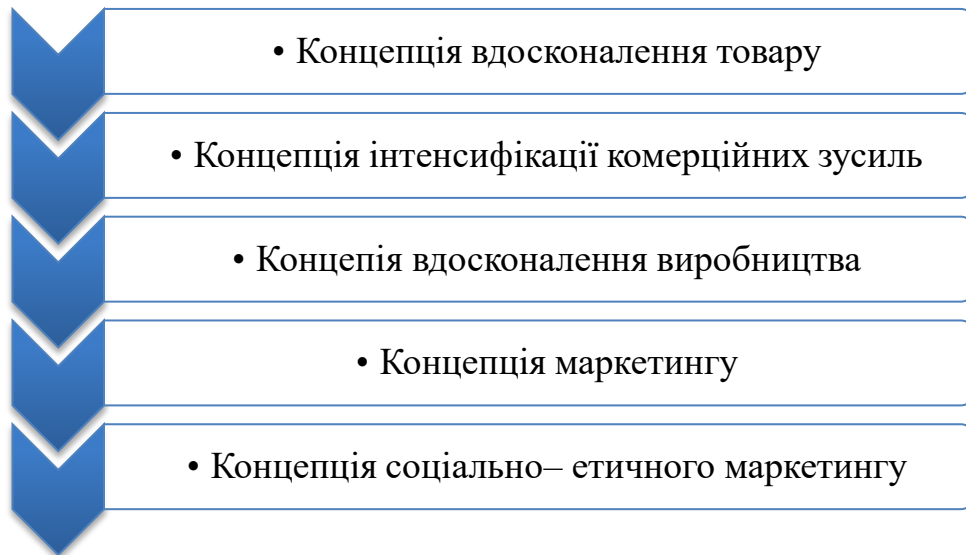 • Концепція вдосконалення товару
• Концепція інтенсифікації комерційних зусиль
• Концепія вдосконалення виробництва
• Концепція маркетингу
• Концепція соціально– етичного маркетингу